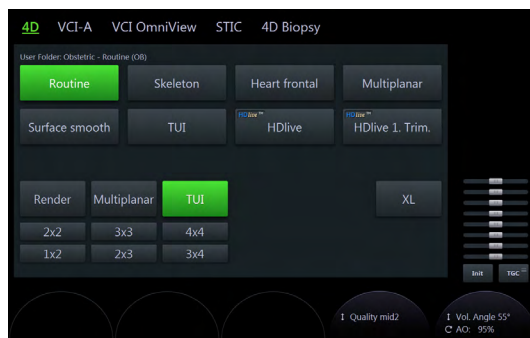 4D VCI-A VCI OmniView STIC 4D Biopsy
User Folder: Obstetric - Routine (OB)
Routine Skeleton Heart frontal Multiplanar
Surface smooth TUI HDlive™ HDlive HDlive™ HDlive 1. Trim.
Render Multiplanar TUI XL
2x2 3x3 4x4
1x2 2x3 3x4
Init TGC
Quality mid2 Vol. Angle 55°
AO: 95%